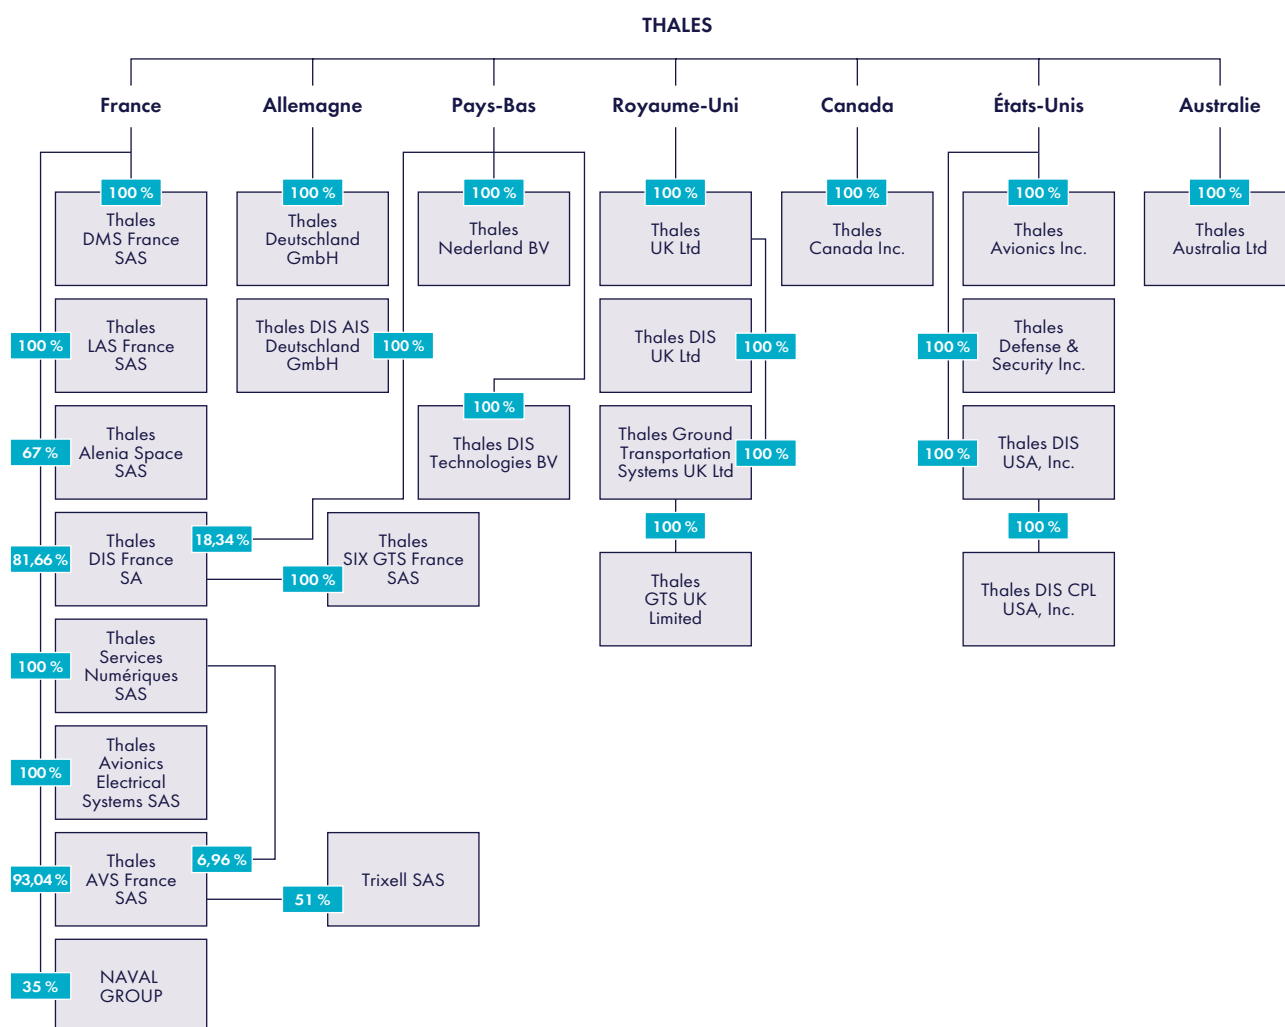 THALES
France
Allemagne
Pays-Bas
Royaume-Uni
Canada
États-Unis
Australie
100 %
Thales
DMS France
SAS
100 %
Thales
Deutschland
GmbH
100 %
Thales
Nederland BV
100 %
Thales
UK Ltd
100 %
Thales
Canada Inc.
100 %
Thales
Avionics Inc.
100 %
Thales
Australia Ltd
100 %
Thales
LAS France
SAS
Thales DIS AIS
Deutschland
GmbH
100 %
Thales DIS
UK Ltd
100 %
100 %
Thales
Defense &
Security Inc.
67 %
Thales
Alenia Space
SAS
100 %
Thales DIS
Technologies BV
Thales Ground
Transportation
Systems UK Ltd
100 %
100 %
Thales DIS
USA, Inc.
81,66 %
Thales
DIS France
SA
18,34 %
100 %
Thales
SIX GTS France
SAS
100 %
Thales
GTS UK
Limited
100 %
Thales DIS CPL
USA, Inc.
100 %
Thales
Services
Numériques
SAS
100 %
Thales
Avionics
Electrical
Systems SAS
93,04 %
Thales
AVS France
SAS
6,96 %
51 %
Trixell SAS
35 %
NAVAL
GROUP